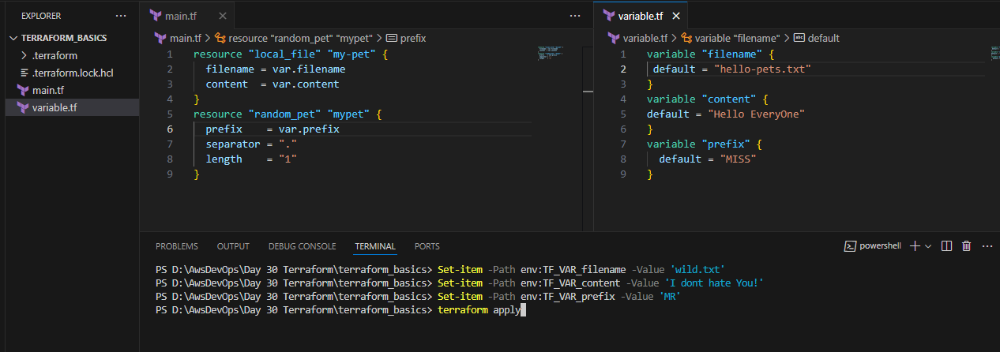 EXPLORER ···
TERRAFORM_BASICS
.terraform
.terraform.lock.hcl
main.tf
variable.tf
main.tf
main.tf > resource "random_pet" "mypet" > prefix
1 resource "local_file" "my-pet" {
2   filename = var.filename
3   content  = var.content
4 }
5 resource "random_pet" "mypet" {
6   prefix    = var.prefix
7   separator = "."
8   length    = "1"
9 }
variable.tf
variable.tf > variable "filename" > abc default
1 variable "filename" {
2  default = "hello-pets.txt"
3 }
4 variable "content" {
5 default = "Hello EveryOne"
6 }
7 variable "prefix" {
8   default = "MISS"
9 }
PROBLEMS OUTPUT DEBUG CONSOLE TERMINAL PORTS powershell
PS D:\AwsDevOps\Day 30 Terraform\terraform_basics> Set-item -Path env:TF_VAR_filename -Value 'wild.txt'
PS D:\AwsDevOps\Day 30 Terraform\terraform_basics> Set-item -Path env:TF_VAR_content -Value 'I dont hate You!'
PS D:\AwsDevOps\Day 30 Terraform\terraform_basics> Set-item -Path env:TF_VAR_prefix -Value 'MR'
PS D:\AwsDevOps\Day 30 Terraform\terraform_basics> terraform apply